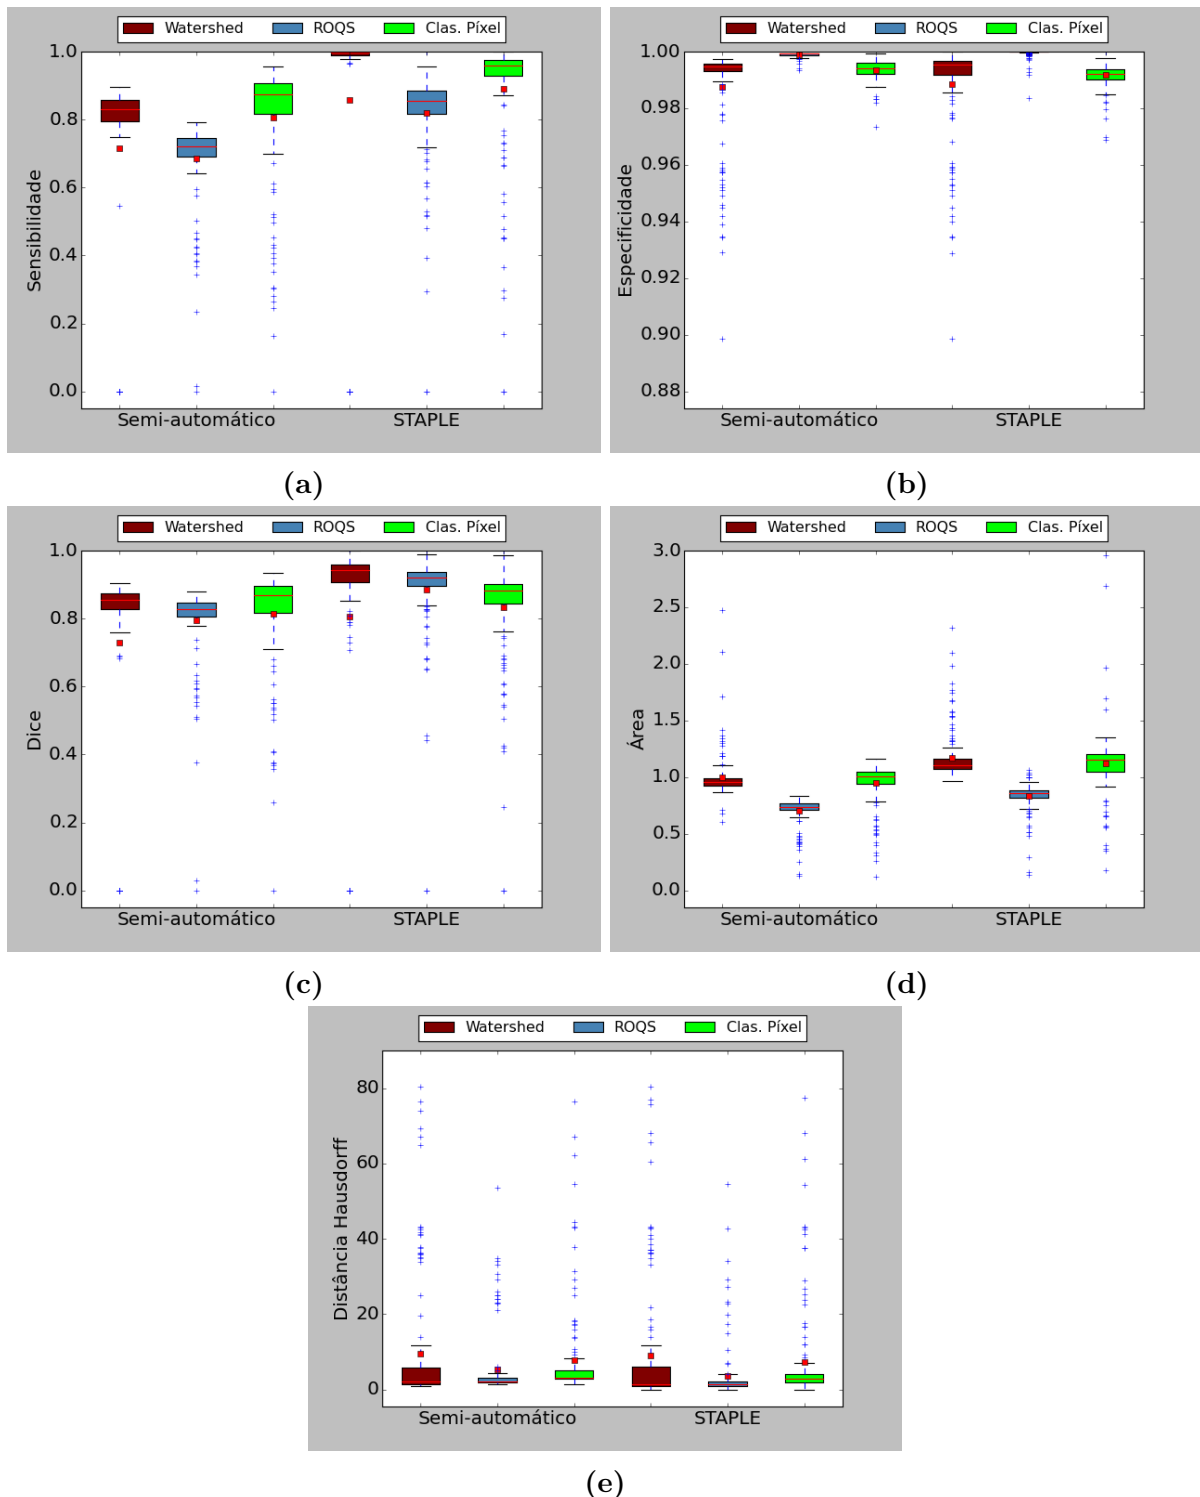 Watershed ROQS Clas. Píxel
1.0
0.8
0.6
0.4
0.2
0.0
Sensibilidade
Semi-automático STAPLE
(a)
Watershed ROQS Clas. Píxel
1.00
0.98
0.96
0.94
0.92
0.90
0.88
Especificidade
Semi-automático STAPLE
(b)
Watershed ROQS Clas. Píxel
1.0
0.8
0.6
0.4
0.2
0.0
Dice
Semi-automático STAPLE
(c)
Watershed ROQS Clas. Píxel
3.0
2.5
2.0
1.5
1.0
0.5
0.0
Área
Semi-automático STAPLE
(d)
Watershed ROQS Clas. Píxel
80
60
40
20
0
Distância Hausdorff
Semi-automático STAPLE
(e)